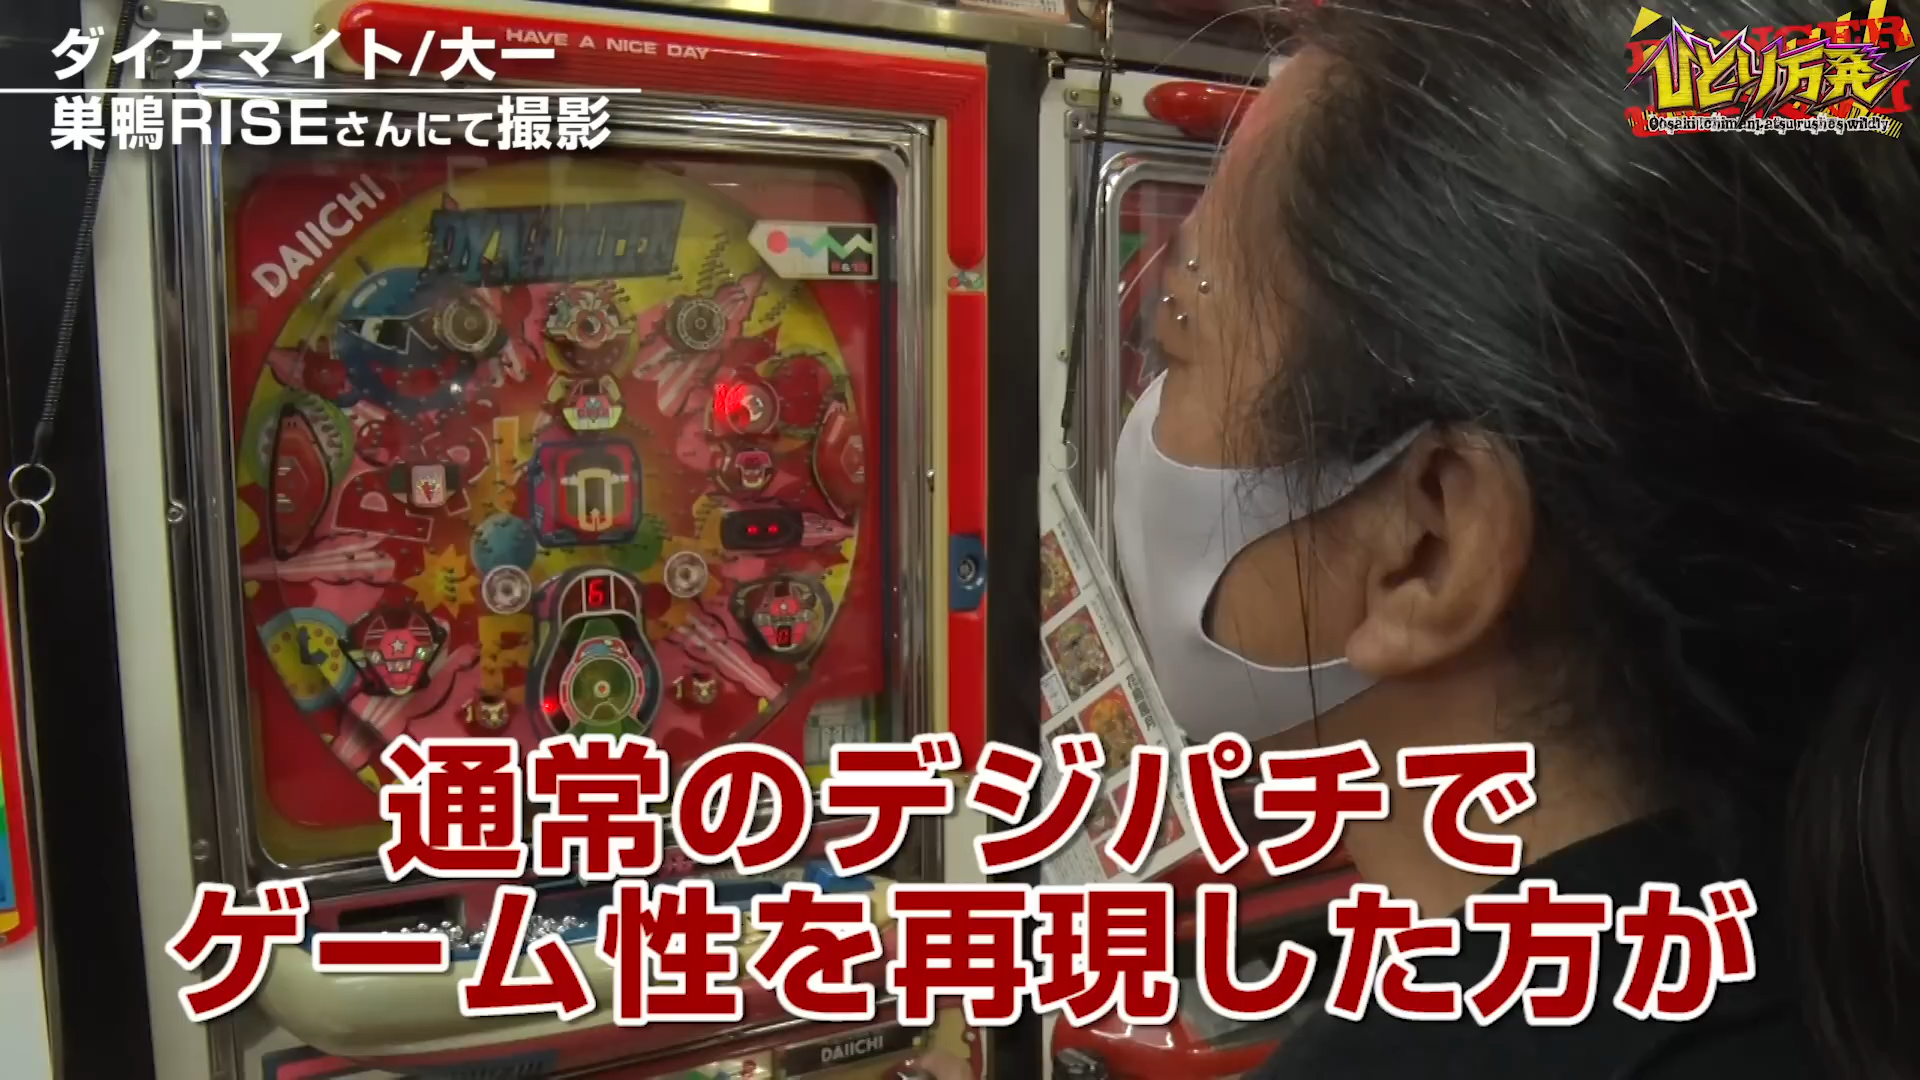 ダイナマイト/大一
巣鴨RISEさんにて撮影
HAVE A NICE DAY
ひとり万発
DAIICHI
6
通常のデジパチで
ゲーム性を再現した方が
DAIICHI